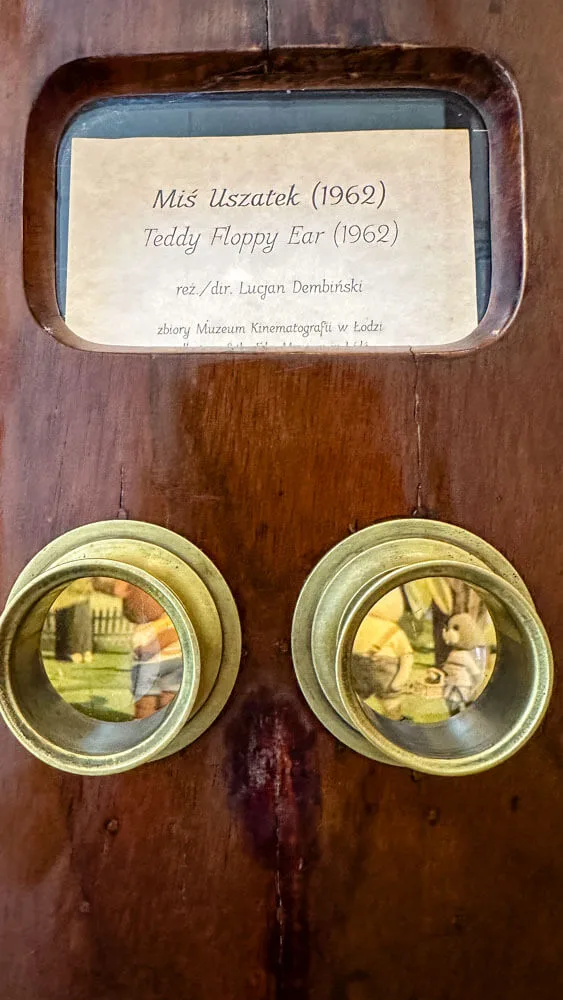 Miś Uszatek (1962)
Teddy Floppy Ear (1962)
reż./dir. Lucjan Dembiński
zbiory Muzeum Kinematografii w Łodzi